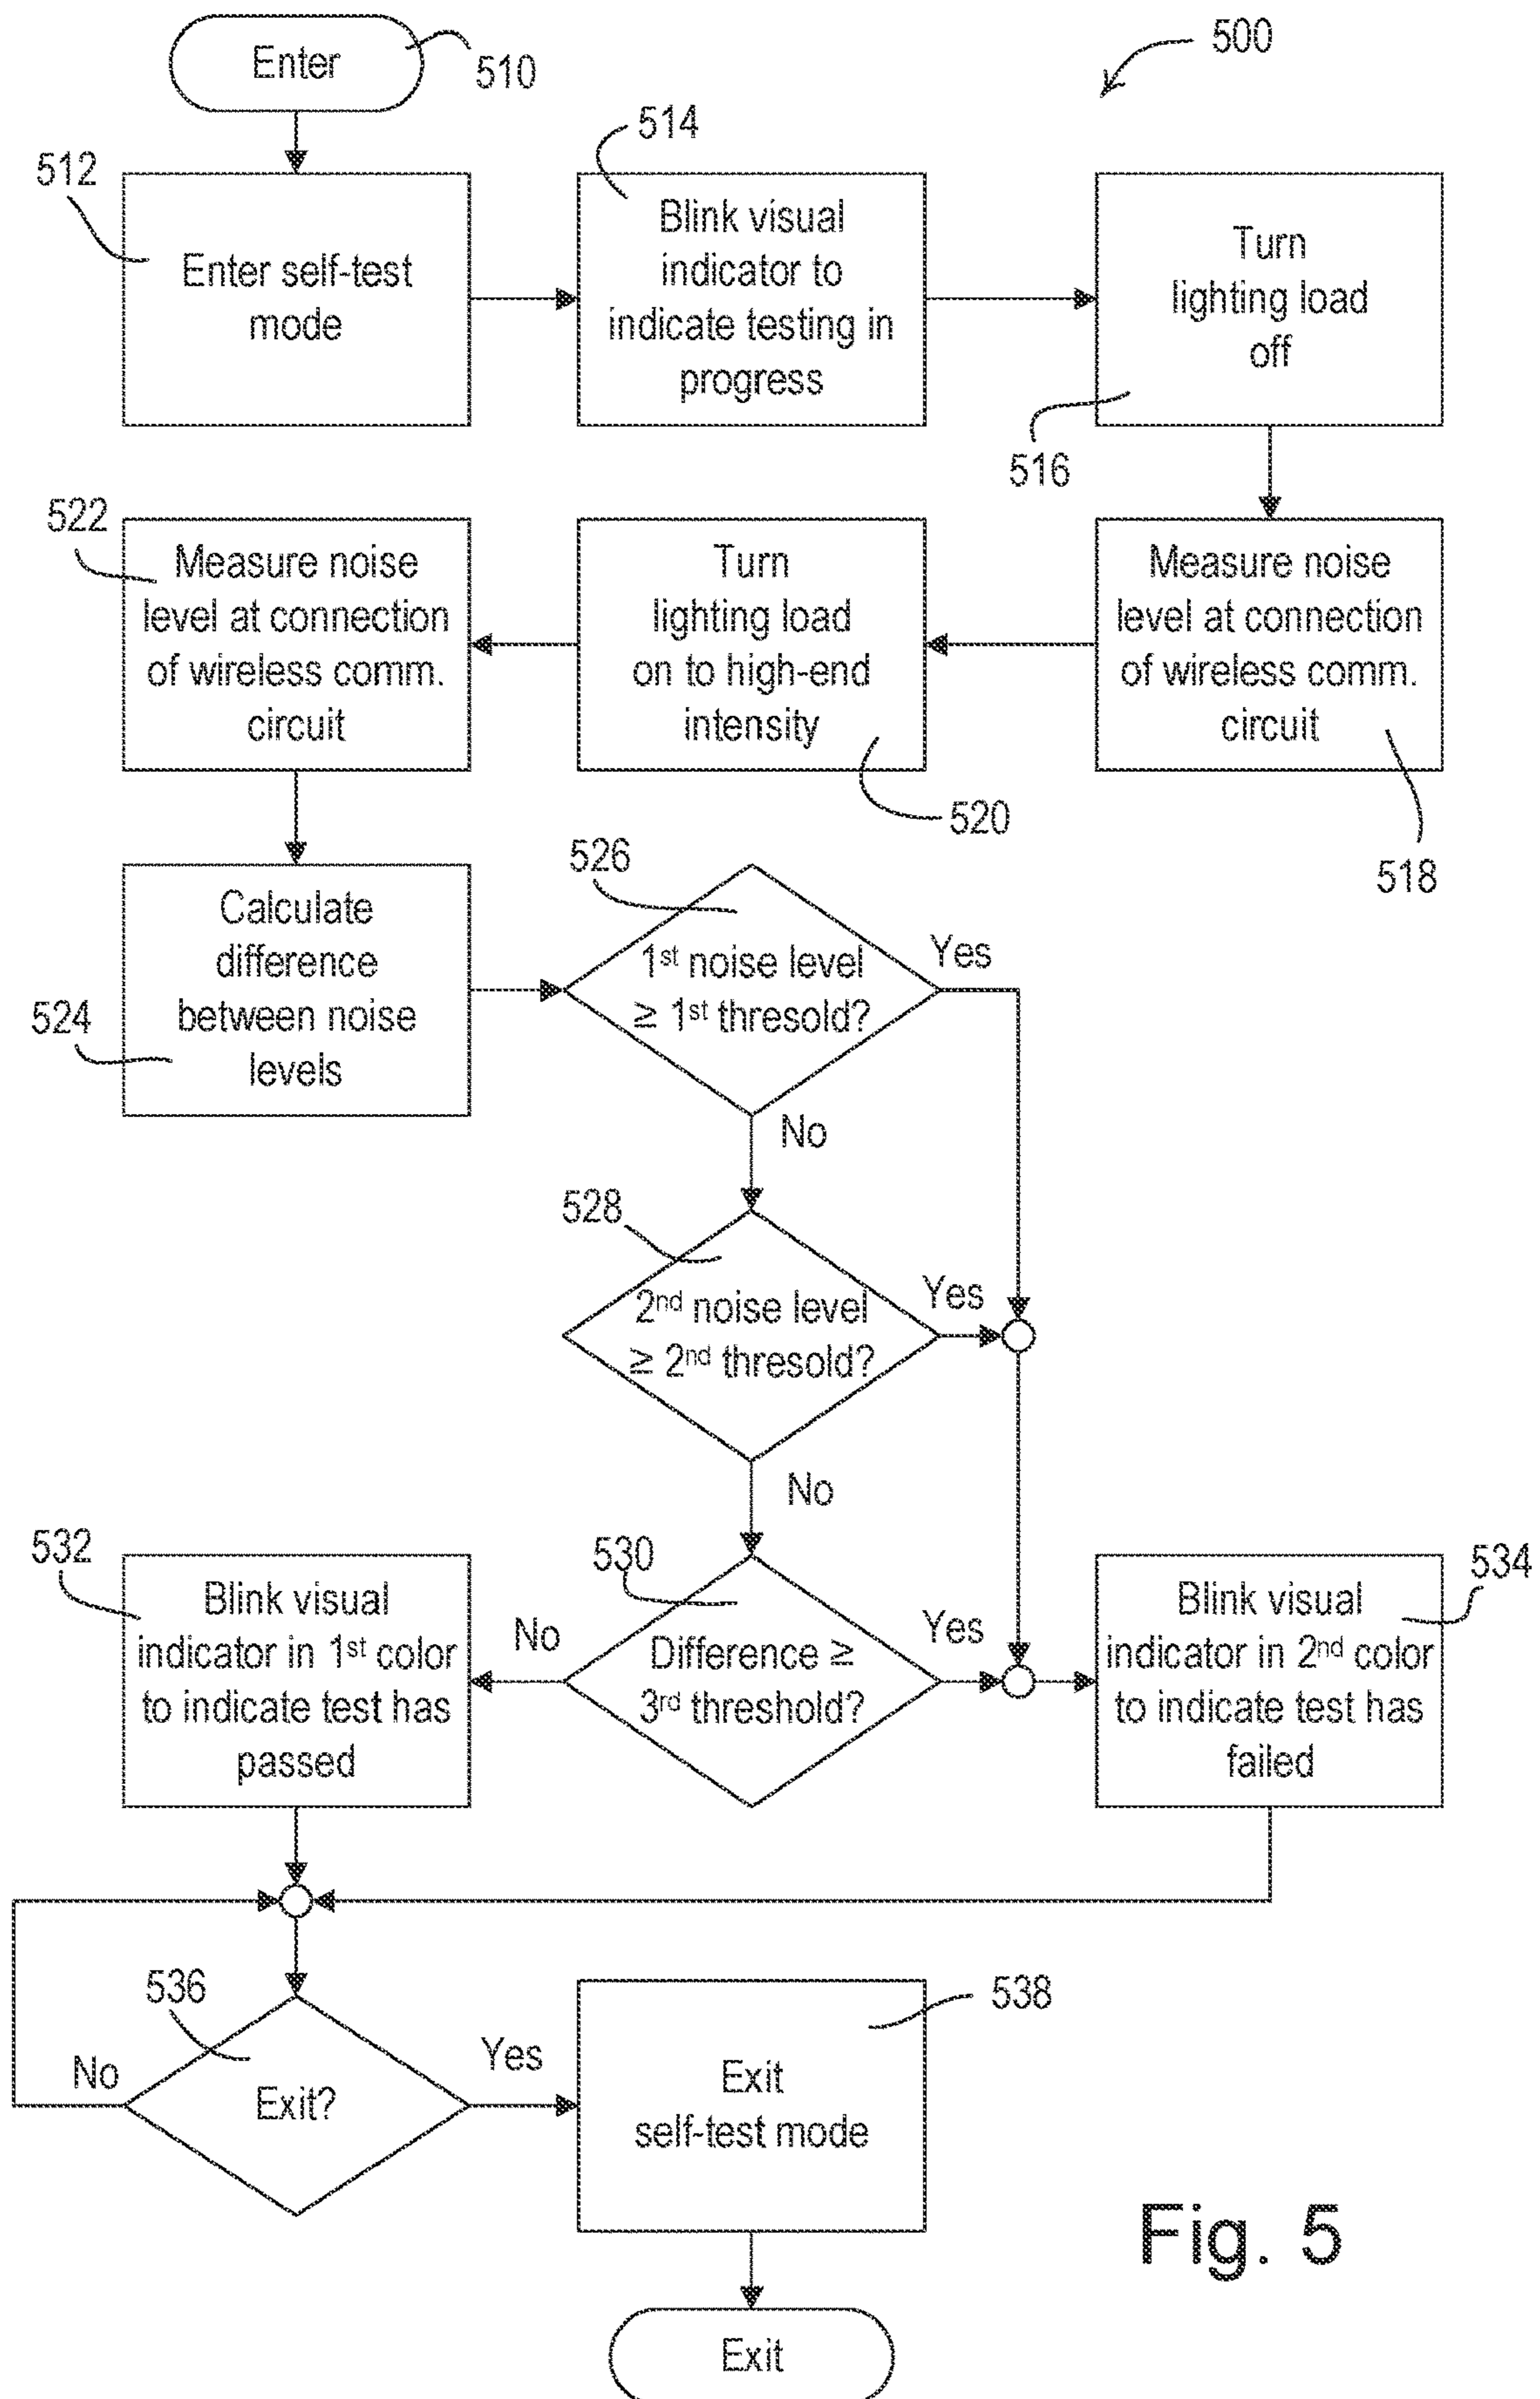 Enter
510
500
512
Enter self-test
mode
514
Blink visual
indicator to
indicate testing in
progress
Turn
lighting load
off
516
522
Measure noise
level at connection
of wireless comm.
circuit
Turn
lighting load
on to high-end
intensity
520
Measure noise
level at connection
of wireless comm.
circuit
518
Calculate
difference
between noise
levels
524
526
1st noise level
≥ 1st thresold?
Yes
No
528
2nd noise level
≥ 2nd thresold?
Yes
No
532
Blink visual
indicator in 1st color
to indicate test has
passed
530
No
Difference ≥
3rd threshold?
Yes
534
Blink visual
indicator in 2nd color
to indicate test has
failed
536
No
Exit?
Yes
538
Exit
self-test mode
Exit
Fig. 5